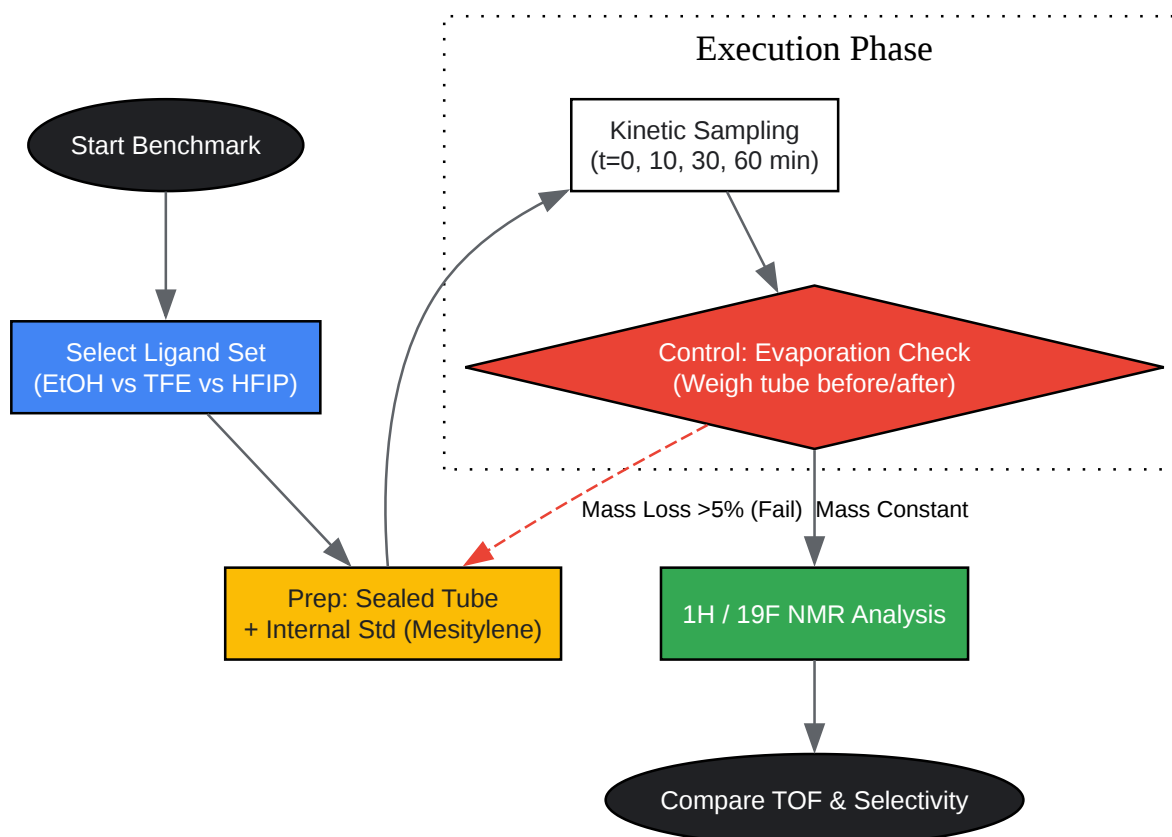 Execution Phase
Start Benchmark
Kinetic Sampling
(t=0, 10, 30, 60 min)
Select Ligand Set
(EtOH vs TFE vs HFIP)
Control: Evaporation Check
(Weigh tube before/after)
Mass Loss >5% (Fail)
Mass Constant
Prep: Sealed Tube
+ Internal Std (Mesitylene)
1H / 19F NMR Analysis
Compare TOF & Selectivity